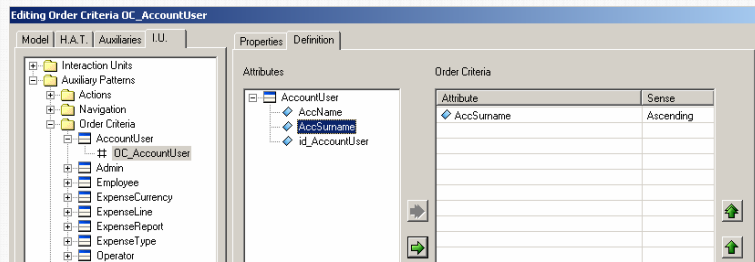 Editing Order Criteria OC_AccountUser
Model H.A.T. Auxiliaries I.U.
Properties Definition
Interaction Units
Auxiliary Patterns
Actions
Navigation
Order Criteria
AccountUser
OC_AccountUser
Admin
Employee
ExpenseCurrency
ExpenseLine
ExpenseReport
ExpenseType
Operator
Attributes
AccountUser
AccName
AccSurname
id_AccountUser
Order Criteria
Attribute Sense
AccSurname Ascending